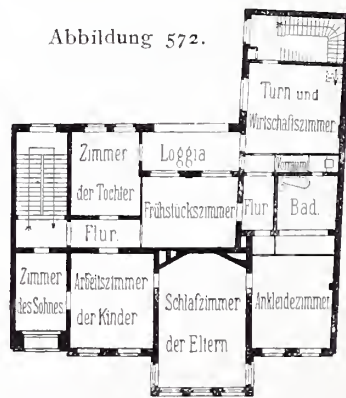 Abbildung 572.
Turn und
Wirtschaftszimmer
Vorraum
Zimmer
der Tochter
Loggia
Frühstückszimmer
Flur
Bad.
Flur.
Zimmer
des Sohnes
Arbeitszimmer
der Kinder
Schlafzimmer
der Eltern
Ankleidezimmer